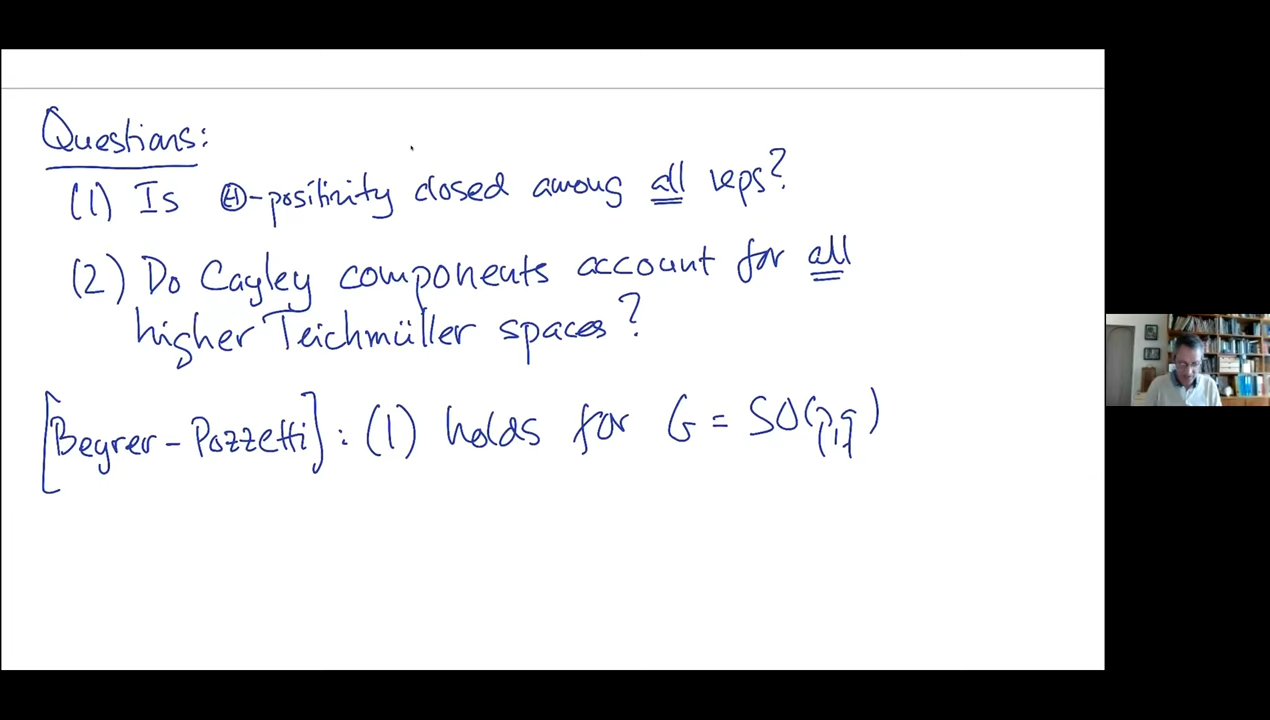 Questions:
(1) Is Θ-positivity closed among all reps?
(2) Do Cayley components account for all
higher Teichmüller spaces?
[Beyrer-Pozzetti]: (1) holds for G = SO(p,q)